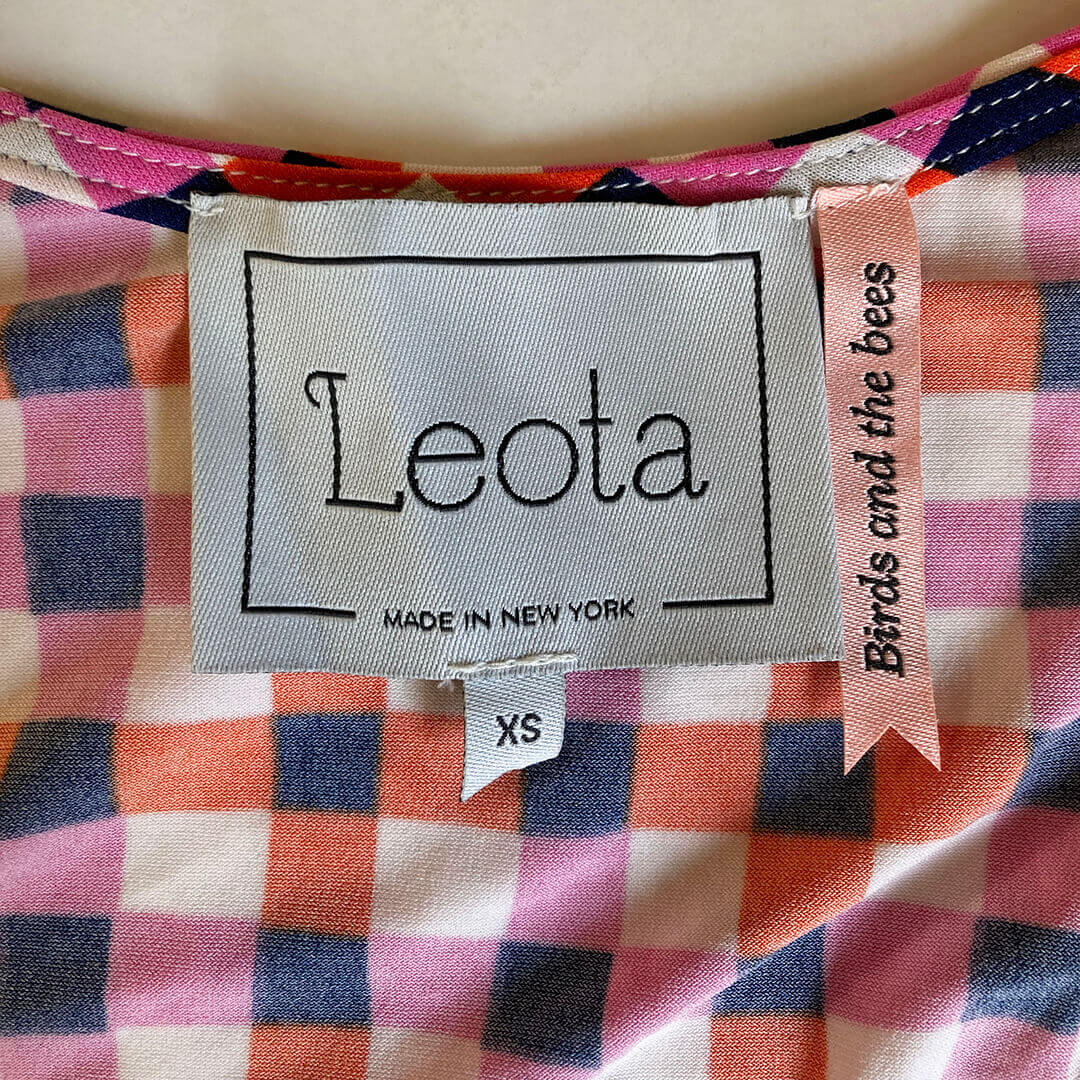 Leota
MADE IN NEW YORK
XS
Birds and the bees